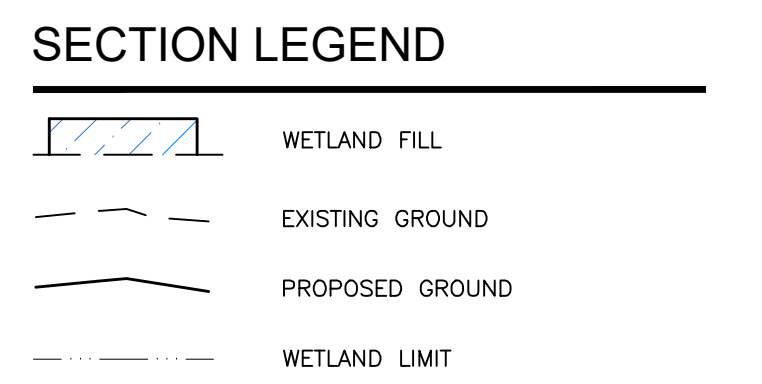 SECTION LEGEND
WETLAND FILL
EXISTING GROUND
PROPOSED GROUND
WETLAND LIMIT